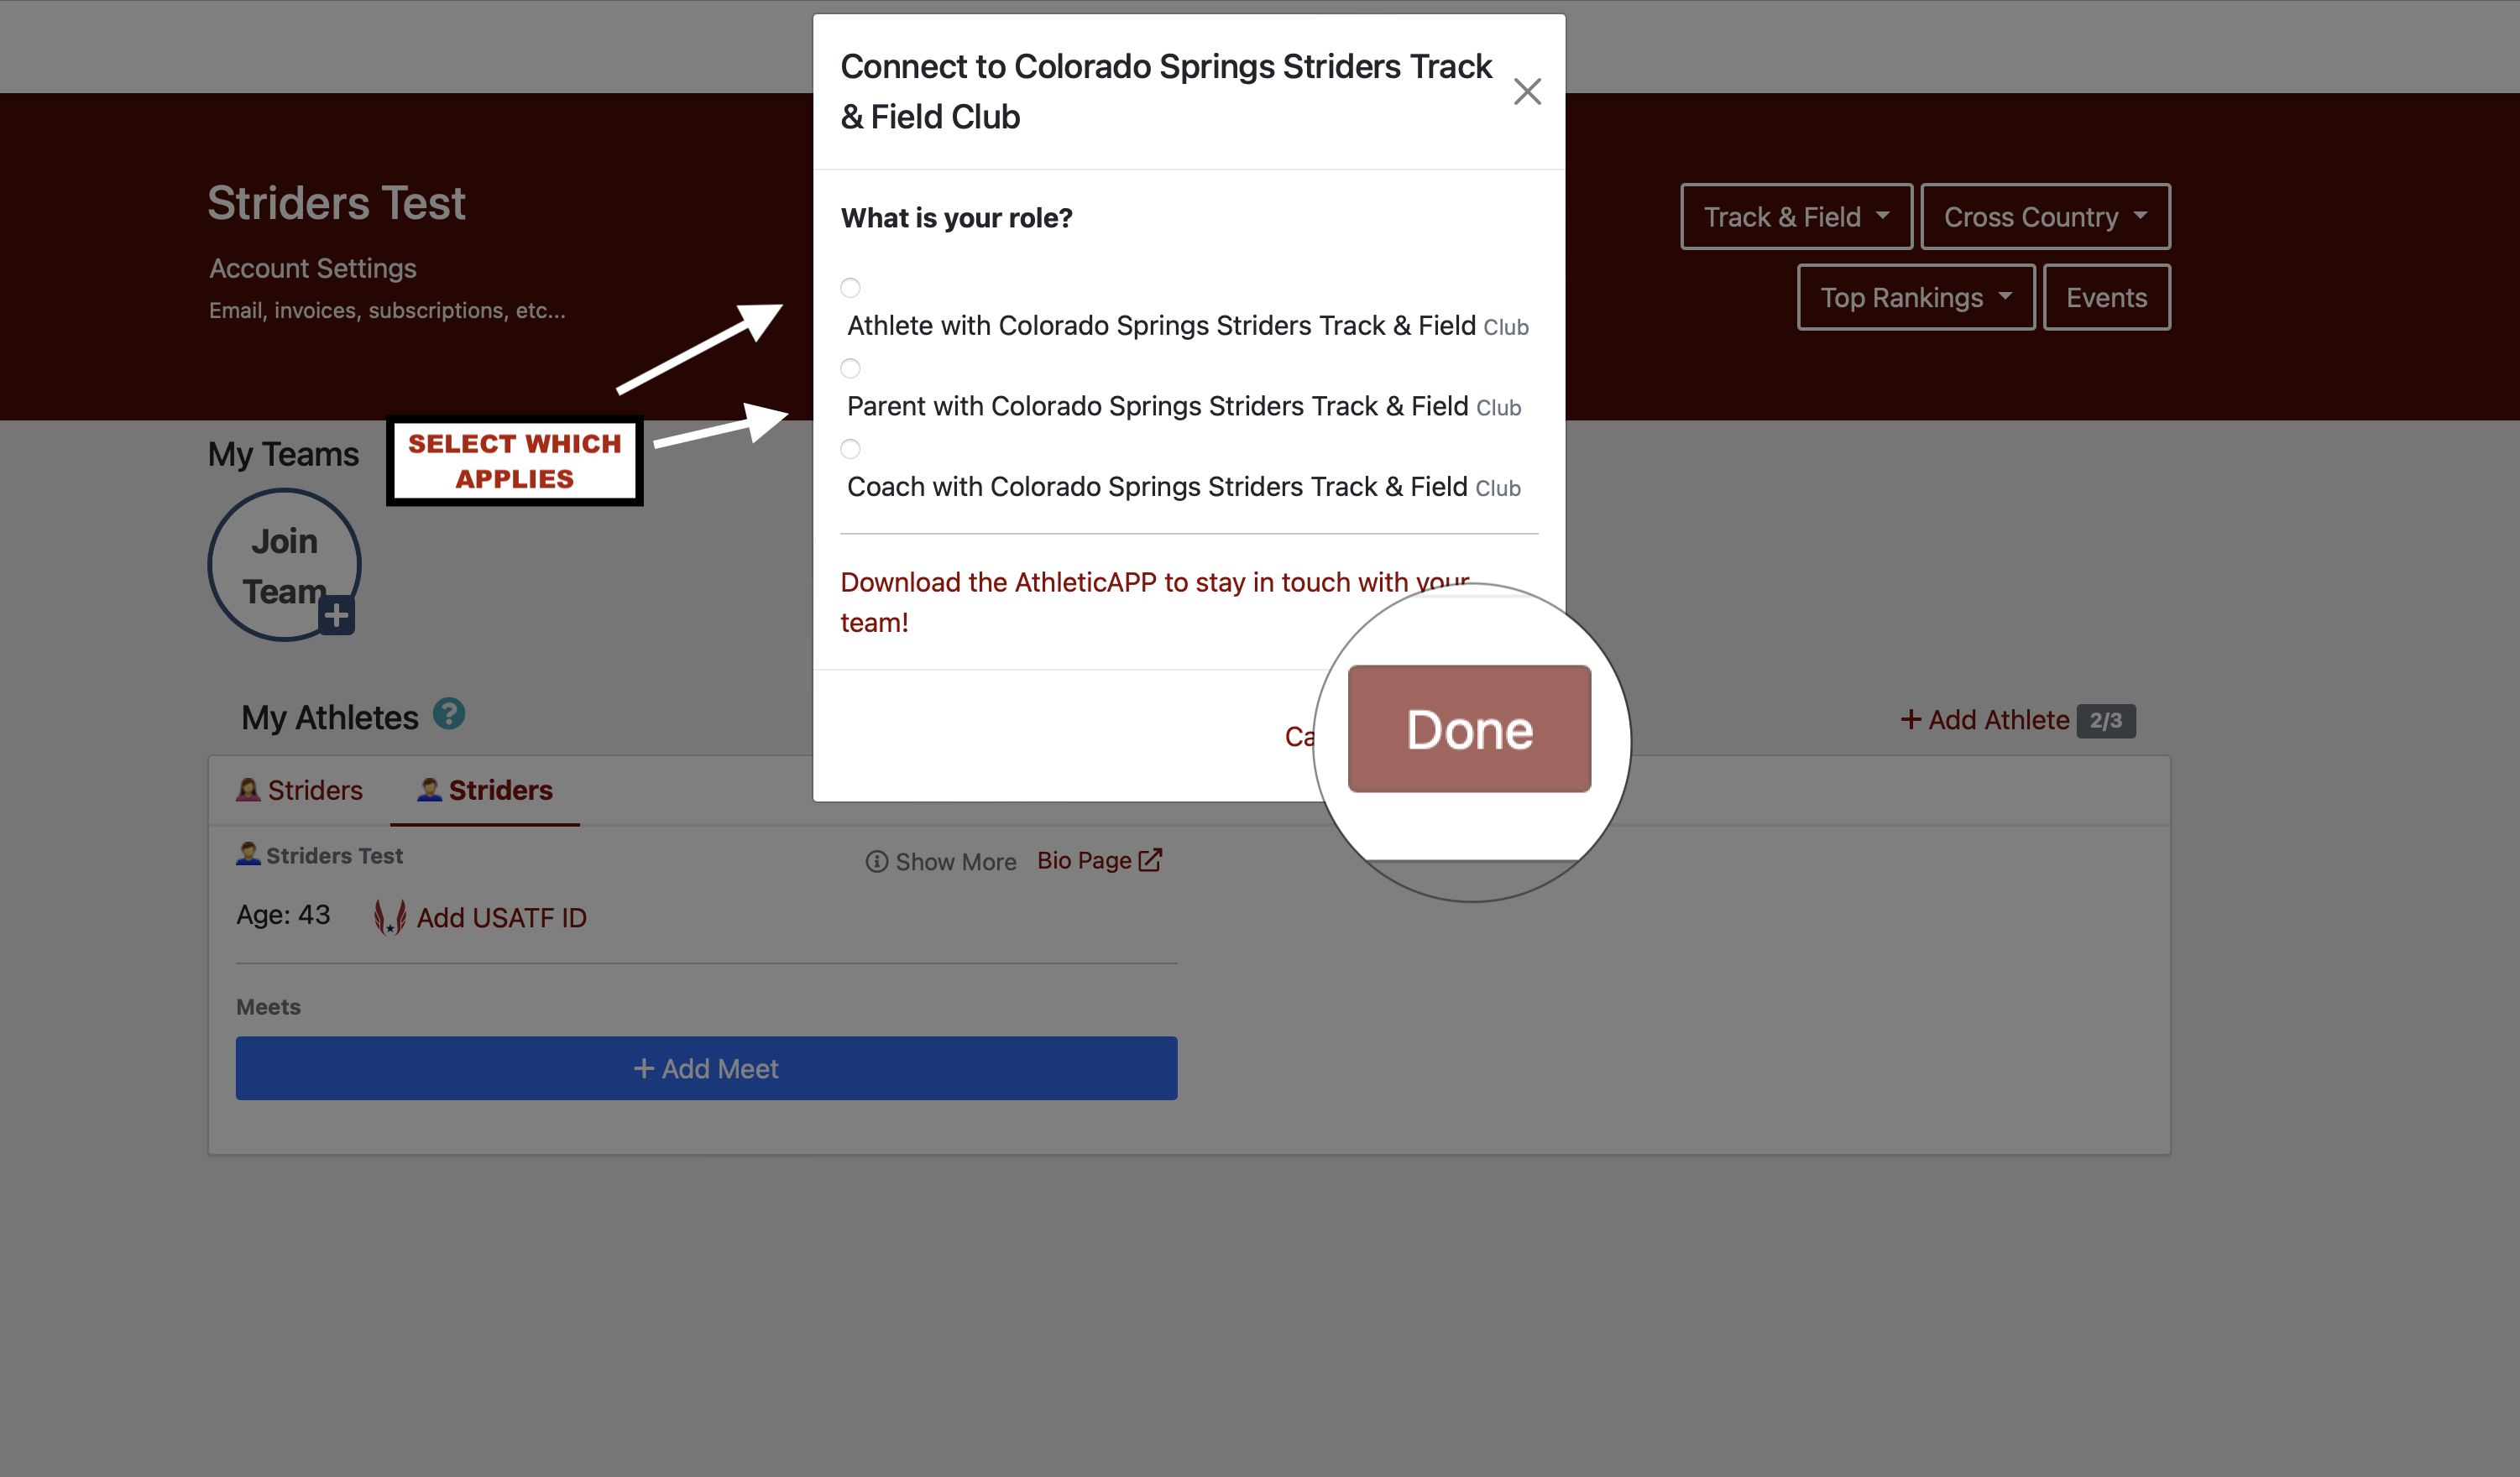 Connect to Colorado Springs Striders Track
& Field Club
What is your role?
Athlete with Colorado Springs Striders Track & Field Club
Parent with Colorado Springs Striders Track & Field Club
Coach with Colorado Springs Striders Track & Field Club
Download the AthleticAPP to stay in touch with your
team!
Ca
Done
Striders Test
Account Settings
Email, invoices, subscriptions, etc...
Track & Field
Cross Country
Top Rankings
Events
SELECT WHICH
APPLIES
My Teams
Join
Team
My Athletes
?
+ Add Athlete 2/3
Striders
Striders
Striders Test
Show More
Bio Page
Age: 43
Add USATF ID
Meets
+ Add Meet